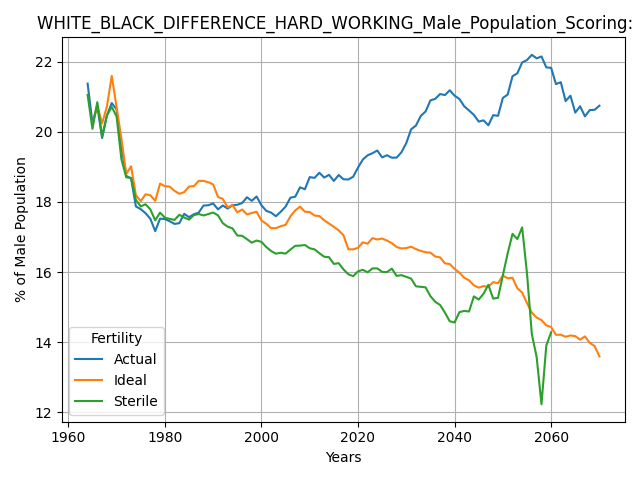 WHITE_BLACK_DIFFERENCE_HARD_WORKING_Male_Population_Scoring:
% of Male Population
22
20
18
16
14
12
Fertility
Actual
Ideal
Sterile
1960 1980 2000 2020 2040 2060
Years